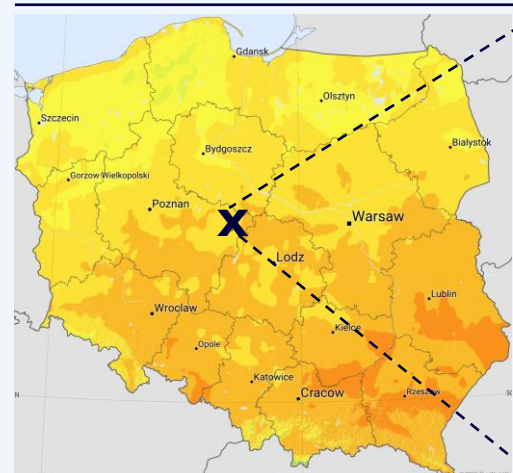 Gdansk
Olsztyn
Szczecin
Bialystok
Bydgoszcz
Gorzow Wielkopolski
Poznan
X
Warsaw
Lodz
Lublin
Wroclaw
Kielce
Opole
Katowice
Rzeszow
Cracow
N